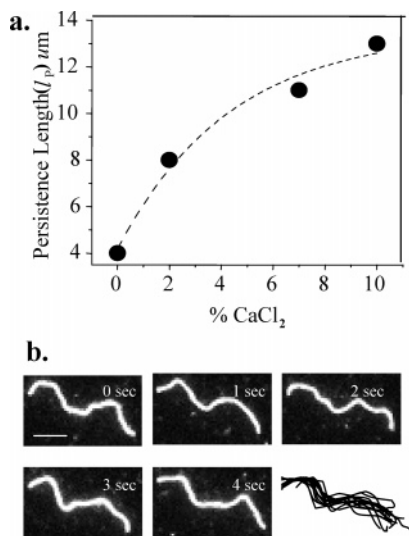 a.
Persistence Length(lₚ) um
14
12
10
8
6
4
0 2 4 6 8 10
% CaCl₂
b.
0 sec
1 sec
2 sec
3 sec
4 sec